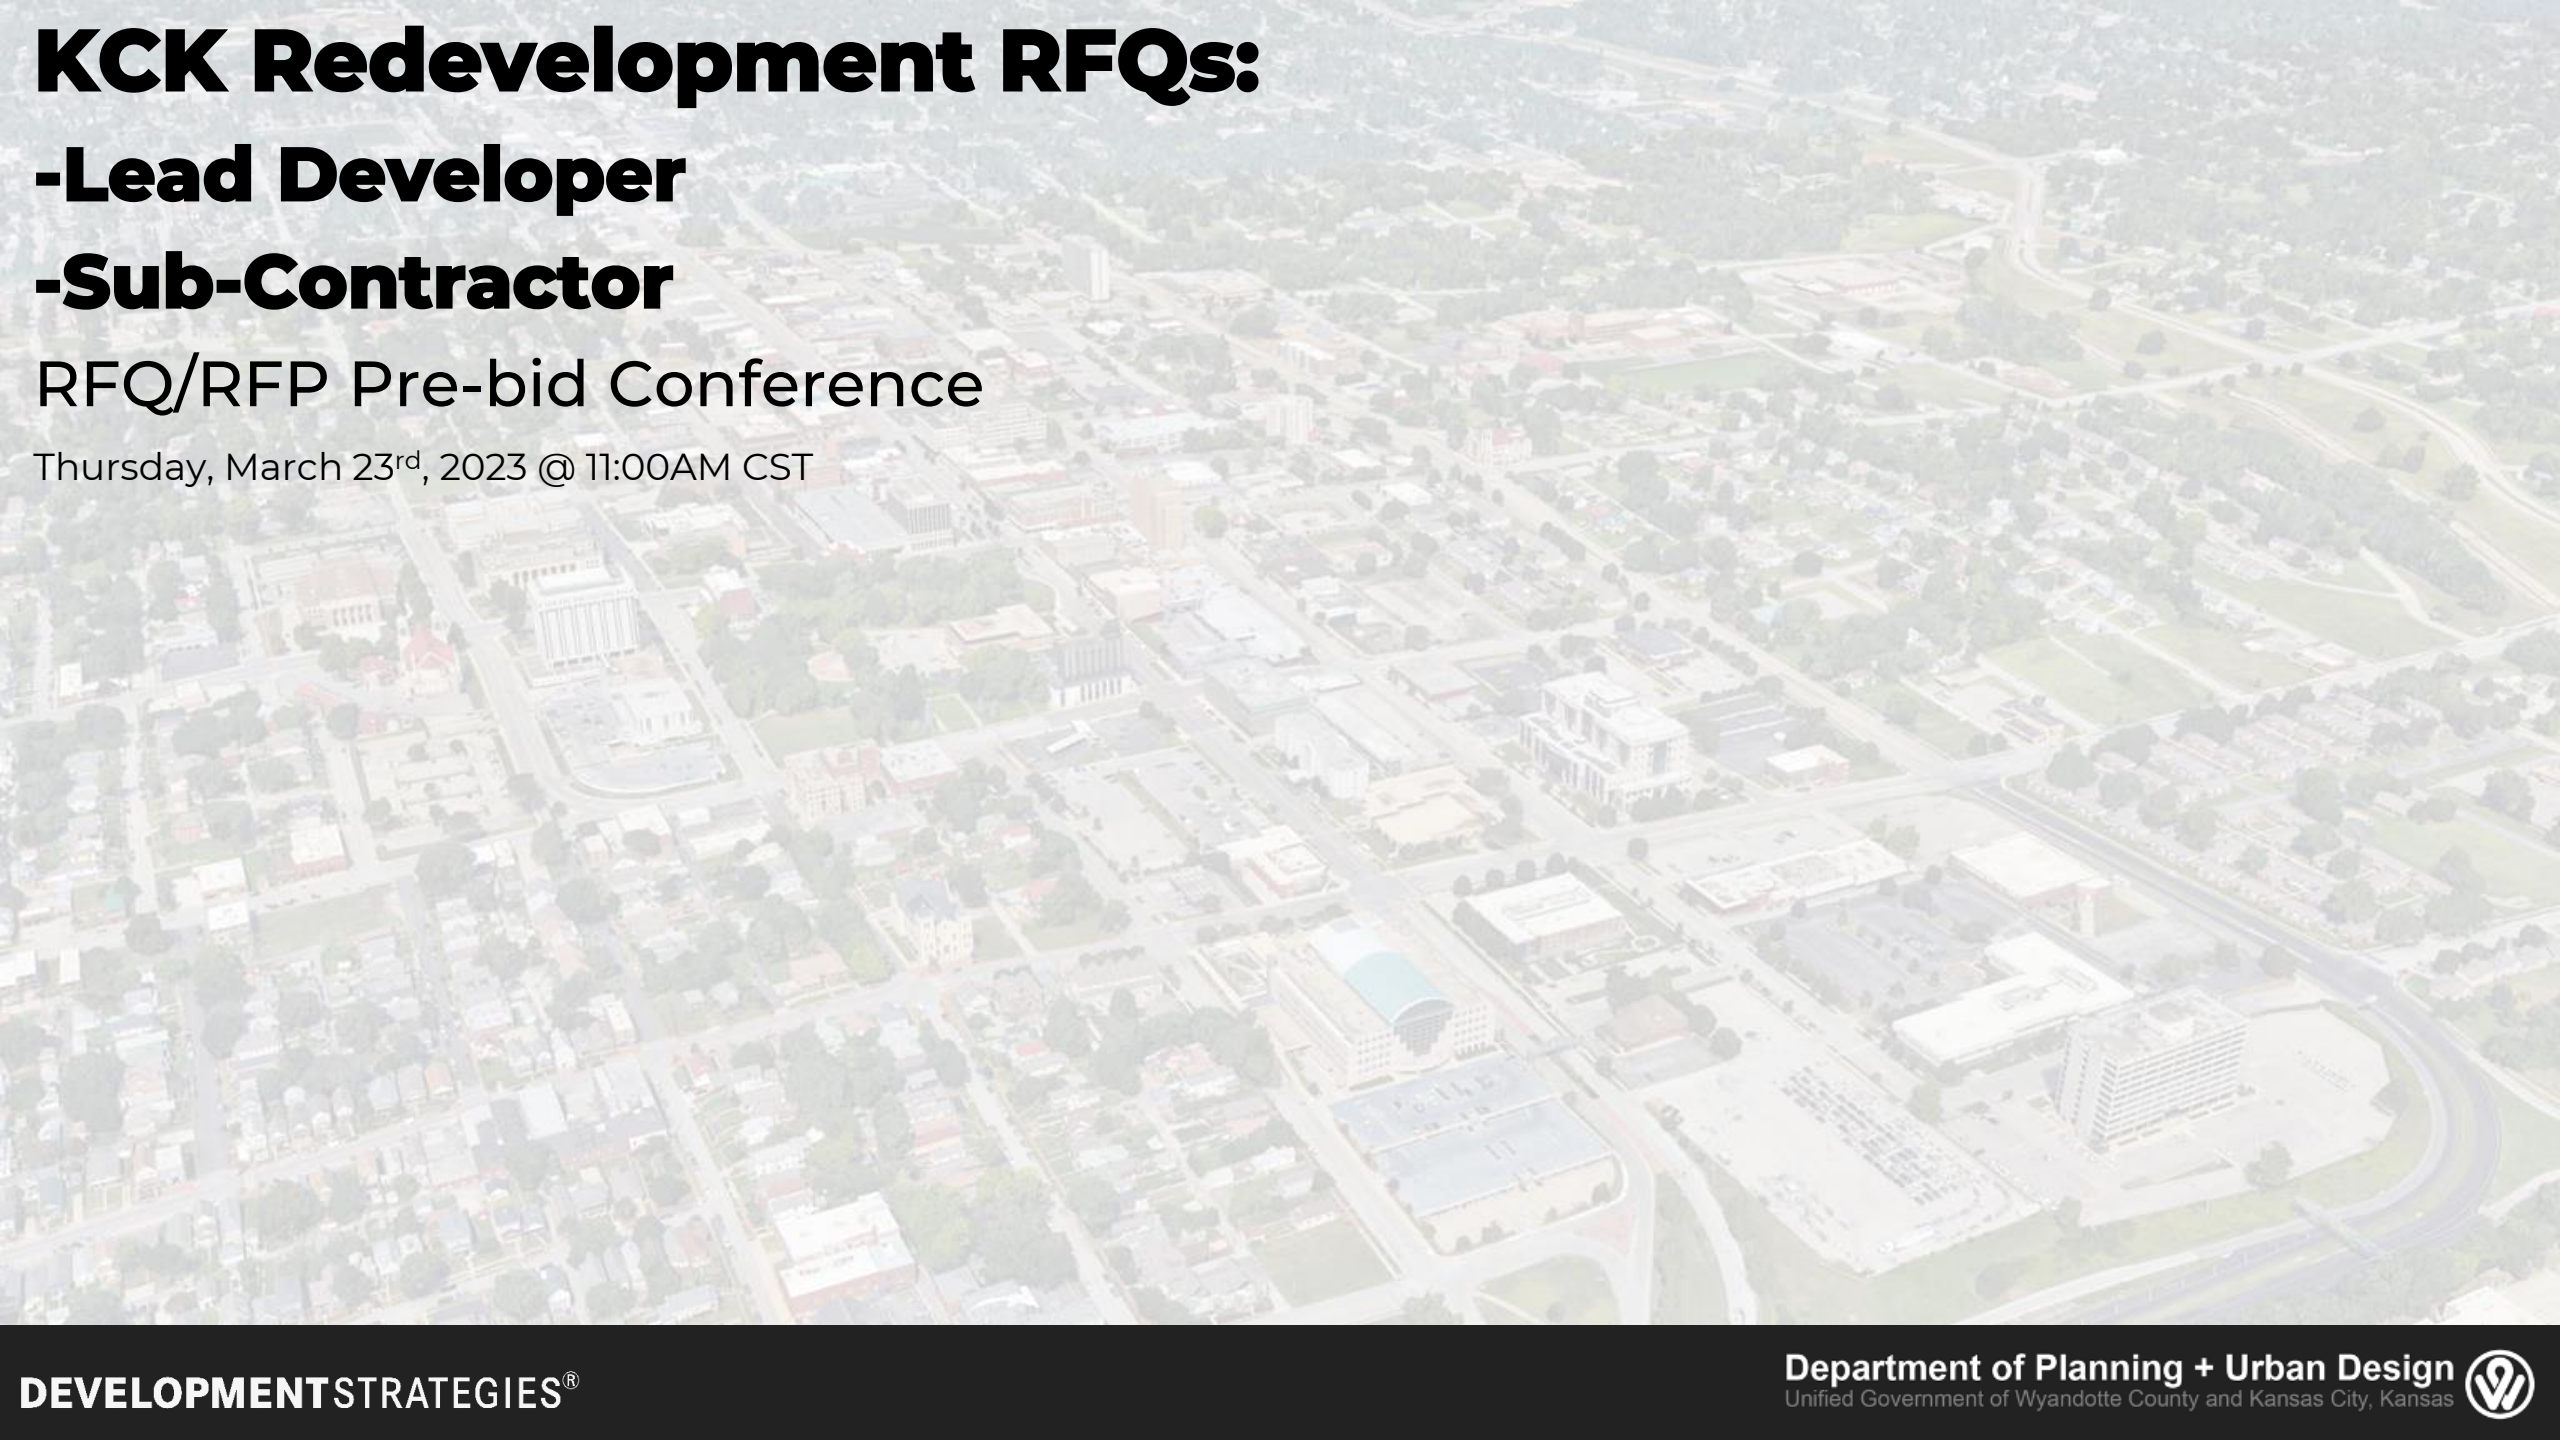 KCK Redevelopment RFQs:
-Lead Developer
-Sub-Contractor
RFQ/RFP Pre-bid Conference
Thursday, March 23rd, 2023 @ 11:00AM CST
DEVELOPMENTSTRATEGIES®
Department of Planning + Urban Design
Unified Government of Wyandotte County and Kansas City, Kansas